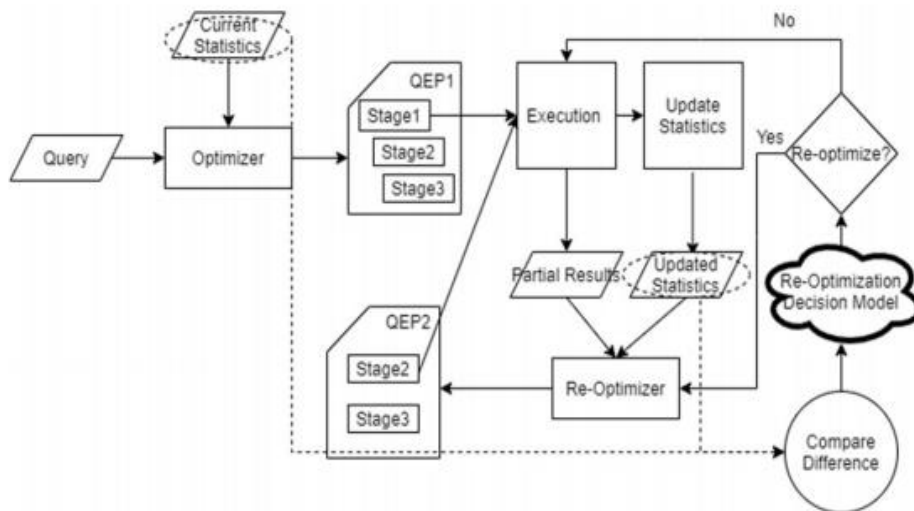 Current
Statistics
No
QEP1
Stage1
Stage2
Stage3
Execution
Update
Statistics
Yes
Re-optimize?
Query
Optimizer
Partial Results
Updated
Statistics
Re-Optimization
Decision Model
QEP2
Stage2
Stage3
Re-Optimizer
Compare
Difference